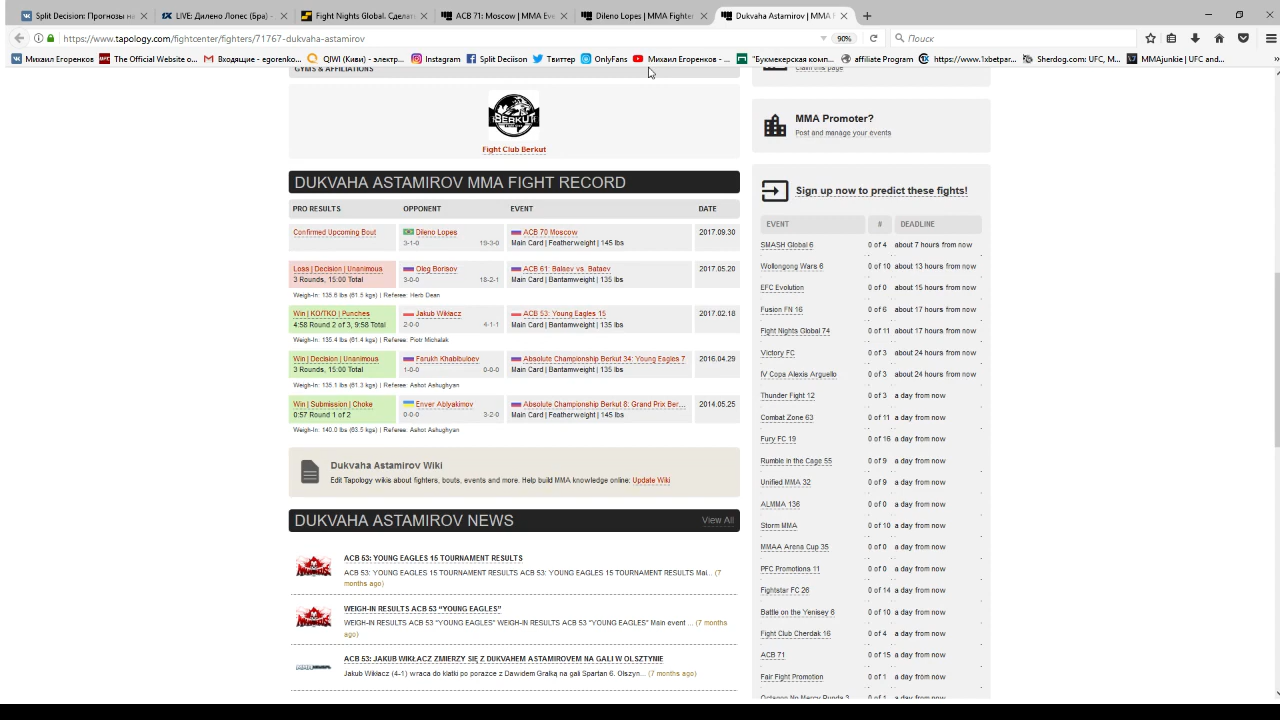 Split Decision: Прогнозы на
LIVE: Дилено Лопес (Бра) -
Fight Nights Global. Сделат
ACB 71: Moscow | MMA Eve
Dileno Lopes | MMA Fighter
Dukvaha Astamirov | MMA F
https://www.tapology.com/fightcenter/fighters/71767-dukvaha-astamirov
90%
Поиск
Михаил Егоренков
The Official Website o...
Входящие - egorenko...
QIWI (Киви) - электр...
Instagram
Split Deciison
Твиттер
OnlyFans
Михаил Егоренков - ...
"Букмекерская комп...
affiliate Program
https://www.1xbetpar...
Sherdog.com: UFC, M...
MMAjunkie | UFC and...
GYMS & AFFILIATIONS
BERKUT
Fight Club Berkut
DUKVAHA ASTAMIROV MMA FIGHT RECORD
PRO RESULTS OPPONENT EVENT DATE
Confirmed Upcoming Bout Dileno Lopes ACB 70 Moscow 2017.09.30
3-1-0 19-3-0 Main Card | Featherweight | 145 lbs
Loss | Decision | Unanimous Oleg Borisov ACB 61: Balaev vs. Bataev 2017.05.20
3 Rounds, 15:00 Total 3-0-0 18-2-1 Main Card | Bantamweight | 135 lbs
Weigh-In: 135.6 lbs (61.5 kgs) | Referee: Herb Dean
Win | KO/TKO | Punches Jakub Wikłacz ACB 53: Young Eagles 15 2017.02.18
4:58 Round 2 of 3, 9:58 Total 2-0-0 4-1-1 Main Card | Bantamweight | 135 lbs
Weigh-In: 135.4 lbs (61.4 kgs) | Referee: Piotr Michalak
Win | Decision | Unanimous Farukh Khabibuloev Absolute Championship Berkut 34: Young Eagles 7 2016.04.29
3 Rounds, 15:00 Total 1-0-0 0-0-0 Main Card | Bantamweight | 135 lbs
Weigh-In: 135.1 lbs (61.3 kgs) | Referee: Ashot Ashughyan
Win | Submission | Choke Enver Ablyakimov Absolute Championship Berkut 8: Grand Prix Ber... 2014.05.25
0:57 Round 1 of 2 0-0-0 3-2-0 Main Card | Featherweight | 145 lbs
Weigh-In: 140.0 lbs (63.5 kgs) | Referee: Ashot Ashughyan
Dukvaha Astamirov Wiki
Edit Tapology wikis about fighters, bouts, events and more. Help build MMA knowledge online: Update Wiki
DUKVAHA ASTAMIROV NEWS View All
ACB 53: YOUNG EAGLES 15 TOURNAMENT RESULTS
ACB 53: YOUNG EAGLES 15 TOURNAMENT RESULTS ACB 53: YOUNG EAGLES 15 TOURNAMENT RESULTS Mai... (7
months ago)
WEIGH-IN RESULTS ACB 53 “YOUNG EAGLES”
WEIGH-IN RESULTS ACB 53 “YOUNG EAGLES” WEIGH-IN RESULTS ACB 53 “YOUNG EAGLES” Main event ... (7 months
ago)
ACB 53: JAKUB WIKŁACZ ZMIERZY SIĘ Z DUKVAHEM ASTAMIROVEM NA GALI W OLSZTYNIE
Jakub Wikłacz (4-1) wraca do klatki po porażce z Dawidem Gralką na gali Spartan 6. Olszyn... (7 months ago)
Claim this page
MMA Promoter?
Post and manage your events
Sign up now to predict these fights!
EVENT # DEADLINE
SMASH Global 6 0 of 4 about 7 hours from now
Wollongong Wars 6 0 of 10 about 13 hours from now
EFC Evolution 0 of 0 about 15 hours from now
Fusion FN 16 0 of 6 about 17 hours from now
Fight Nights Global 74 0 of 11 about 17 hours from now
Victory FC 0 of 3 about 24 hours from now
IV Copa Alexis Arguello 0 of 3 about 24 hours from now
Thunder Fight 12 0 of 3 a day from now
Combat Zone 63 0 of 11 a day from now
Fury FC 19 0 of 16 a day from now
Rumble in the Cage 55 0 of 9 a day from now
Unified MMA 32 0 of 9 a day from now
ALMMA 136 0 of 0 a day from now
Storm MMA 0 of 10 a day from now
MMAA Arena Cup 35 0 of 0 a day from now
PFC Promotions 11 0 of 0 a day from now
Fightstar FC 26 0 of 14 a day from now
Battle on the Yenisey 6 0 of 10 a day from now
Fight Club Cherdak 16 0 of 4 a day from now
ACB 71 0 of 15 a day from now
Fair Fight Promotion 0 of 1 a day from now
Octagon No Mercy Runda 3 0 of 1 a day from now